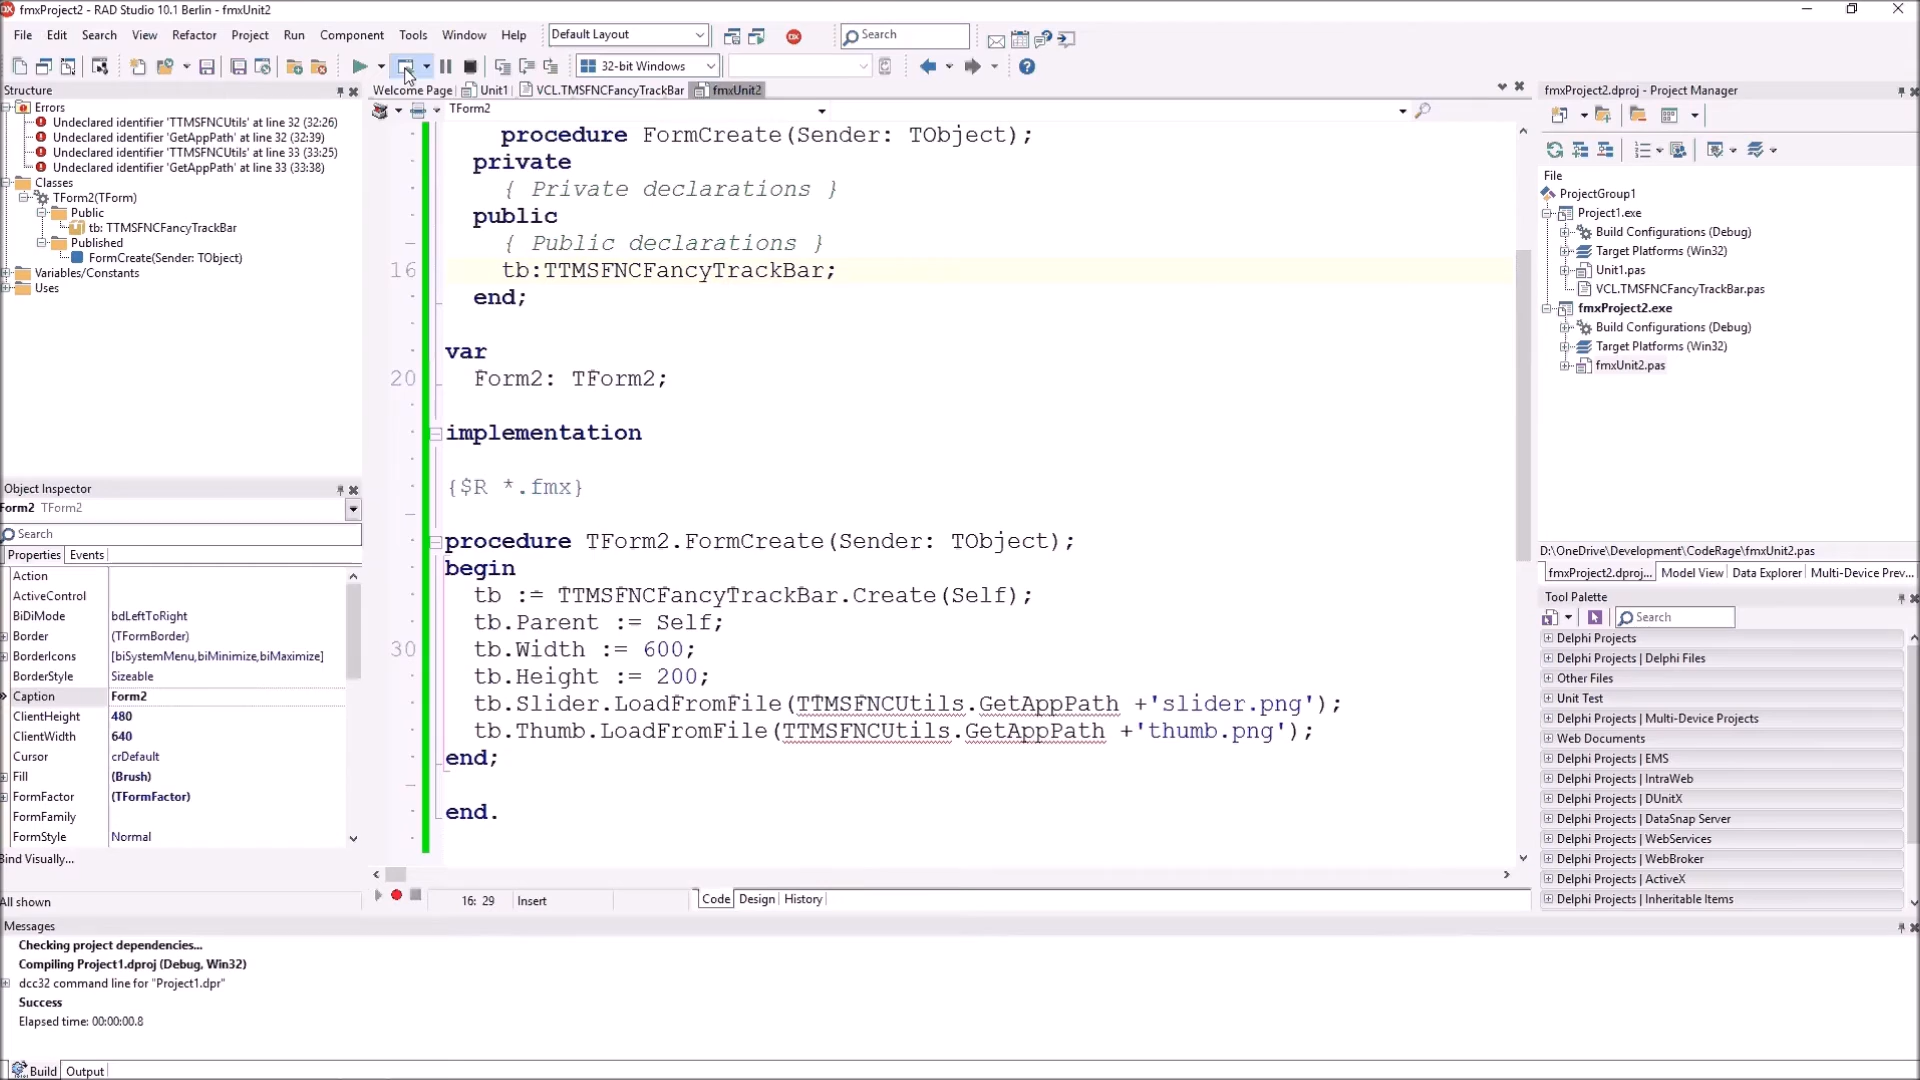 fmxProject2 - RAD Studio 10.1 Berlin - fmxUnit2
File Edit Search View Refactor Project Run Component Tools Window Help
Default Layout
Search
32-bit Windows
Structure
Errors
Undeclared identifier 'TTMSFNCUtils' at line 32 (32:26)
Undeclared identifier 'GetAppPath' at line 32 (32:39)
Undeclared identifier 'TTMSFNCUtils' at line 33 (33:25)
Undeclared identifier 'GetAppPath' at line 33 (33:38)
Classes
TForm2(TForm)
Public
tb: TTMSFNCFancyTrackBar
Published
FormCreate(Sender: TObject)
Variables/Constants
Uses
Object Inspector
Form2 TForm2
Search
Properties Events
Action
ActiveControl
BiDiMode bdLeftToRight
Border (TFormBorder)
BorderIcons [biSystemMenu,biMinimize,biMaximize]
BorderStyle Sizeable
Caption Form2
ClientHeight 480
ClientWidth 640
Cursor crDefault
Fill (Brush)
FormFactor (TFormFactor)
FormFamily
FormStyle Normal
Bind Visually...
All shown
Welcome Page Unit1 VCL.TMSFNCFancyTrackBar fmxUnit2
TForm2
procedure FormCreate(Sender: TObject);
private
{ Private declarations }
public
{ Public declarations }
16 tb:TTMSFNCFancyTrackBar;
end;
var
20 Form2: TForm2;
implementation
{$R *.fmx}
procedure TForm2.FormCreate(Sender: TObject);
begin
tb := TTMSFNCFancyTrackBar.Create(Self);
tb.Parent := Self;
30 tb.Width := 600;
tb.Height := 200;
tb.Slider.LoadFromFile(TTMSFNCUtils.GetAppPath +'slider.png');
tb.Thumb.LoadFromFile(TTMSFNCUtils.GetAppPath +'thumb.png');
end;
end.
16: 29 Insert
Code Design History
fmxProject2.dproj - Project Manager
File
ProjectGroup1
Project1.exe
Build Configurations (Debug)
Target Platforms (Win32)
Unit1.pas
VCL.TMSFNCFancyTrackBar.pas
fmxProject2.exe
Build Configurations (Debug)
Target Platforms (Win32)
fmxUnit2.pas
D:\OneDrive\Development\CodeRage\fmxUnit2.pas
fmxProject2.dproj... Model View Data Explorer Multi-Device Prev...
Tool Palette
Search
Delphi Projects
Delphi Projects | Delphi Files
Other Files
Unit Test
Delphi Projects | Multi-Device Projects
Web Documents
Delphi Projects | EMS
Delphi Projects | IntraWeb
Delphi Projects | DUnitX
Delphi Projects | DataSnap Server
Delphi Projects | WebServices
Delphi Projects | WebBroker
Delphi Projects | ActiveX
Delphi Projects | Inheritable Items
Messages
Checking project dependencies...
Compiling Project1.dproj (Debug, Win32)
dcc32 command line for "Project1.dpr"
Success
Elapsed time: 00:00:00.8
Build Output